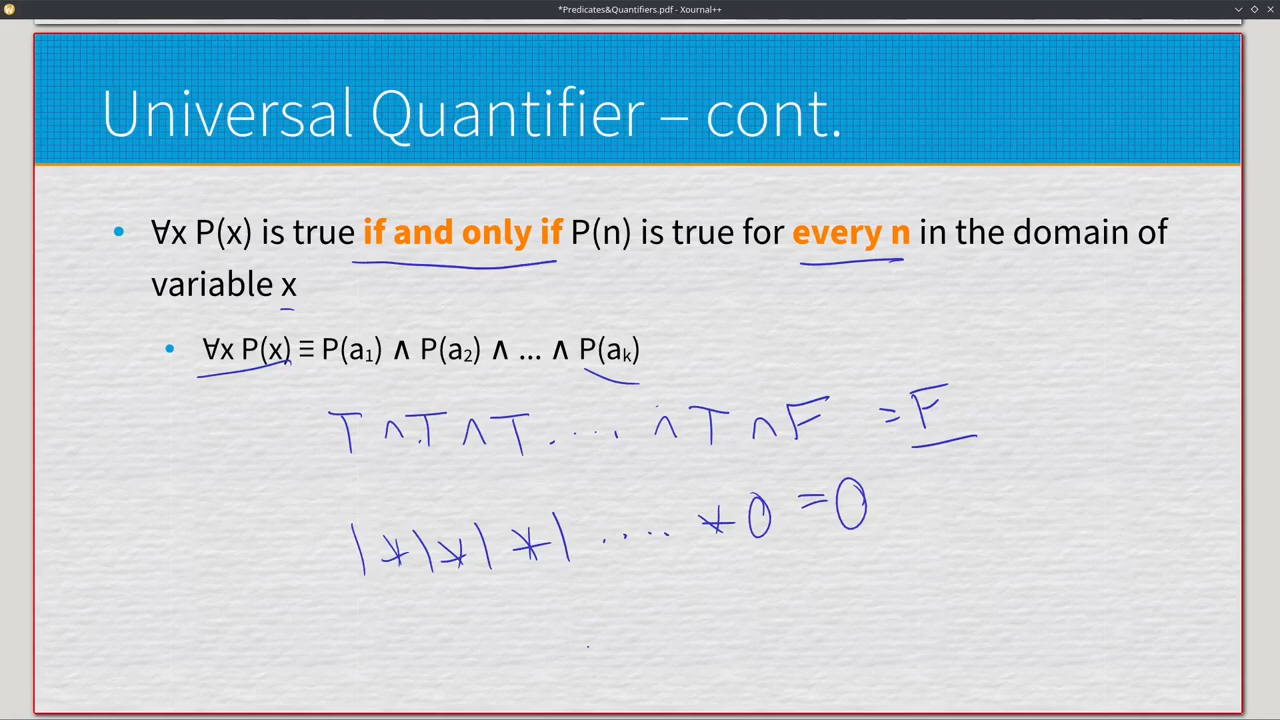 *Predicates&Quantifiers.pdf - Xournal++
Universal Quantifier – cont.
• ∀x P(x) is true if and only if P(n) is true for every n in the domain of
variable x
• ∀x P(x) ≡ P(a₁) ∧ P(a₂) ∧ ... ∧ P(aₖ)
T ∧ T ∧ T ..... ∧ T ∧ F = F
1 * 1 * 1 * 1 .... * 0 = 0